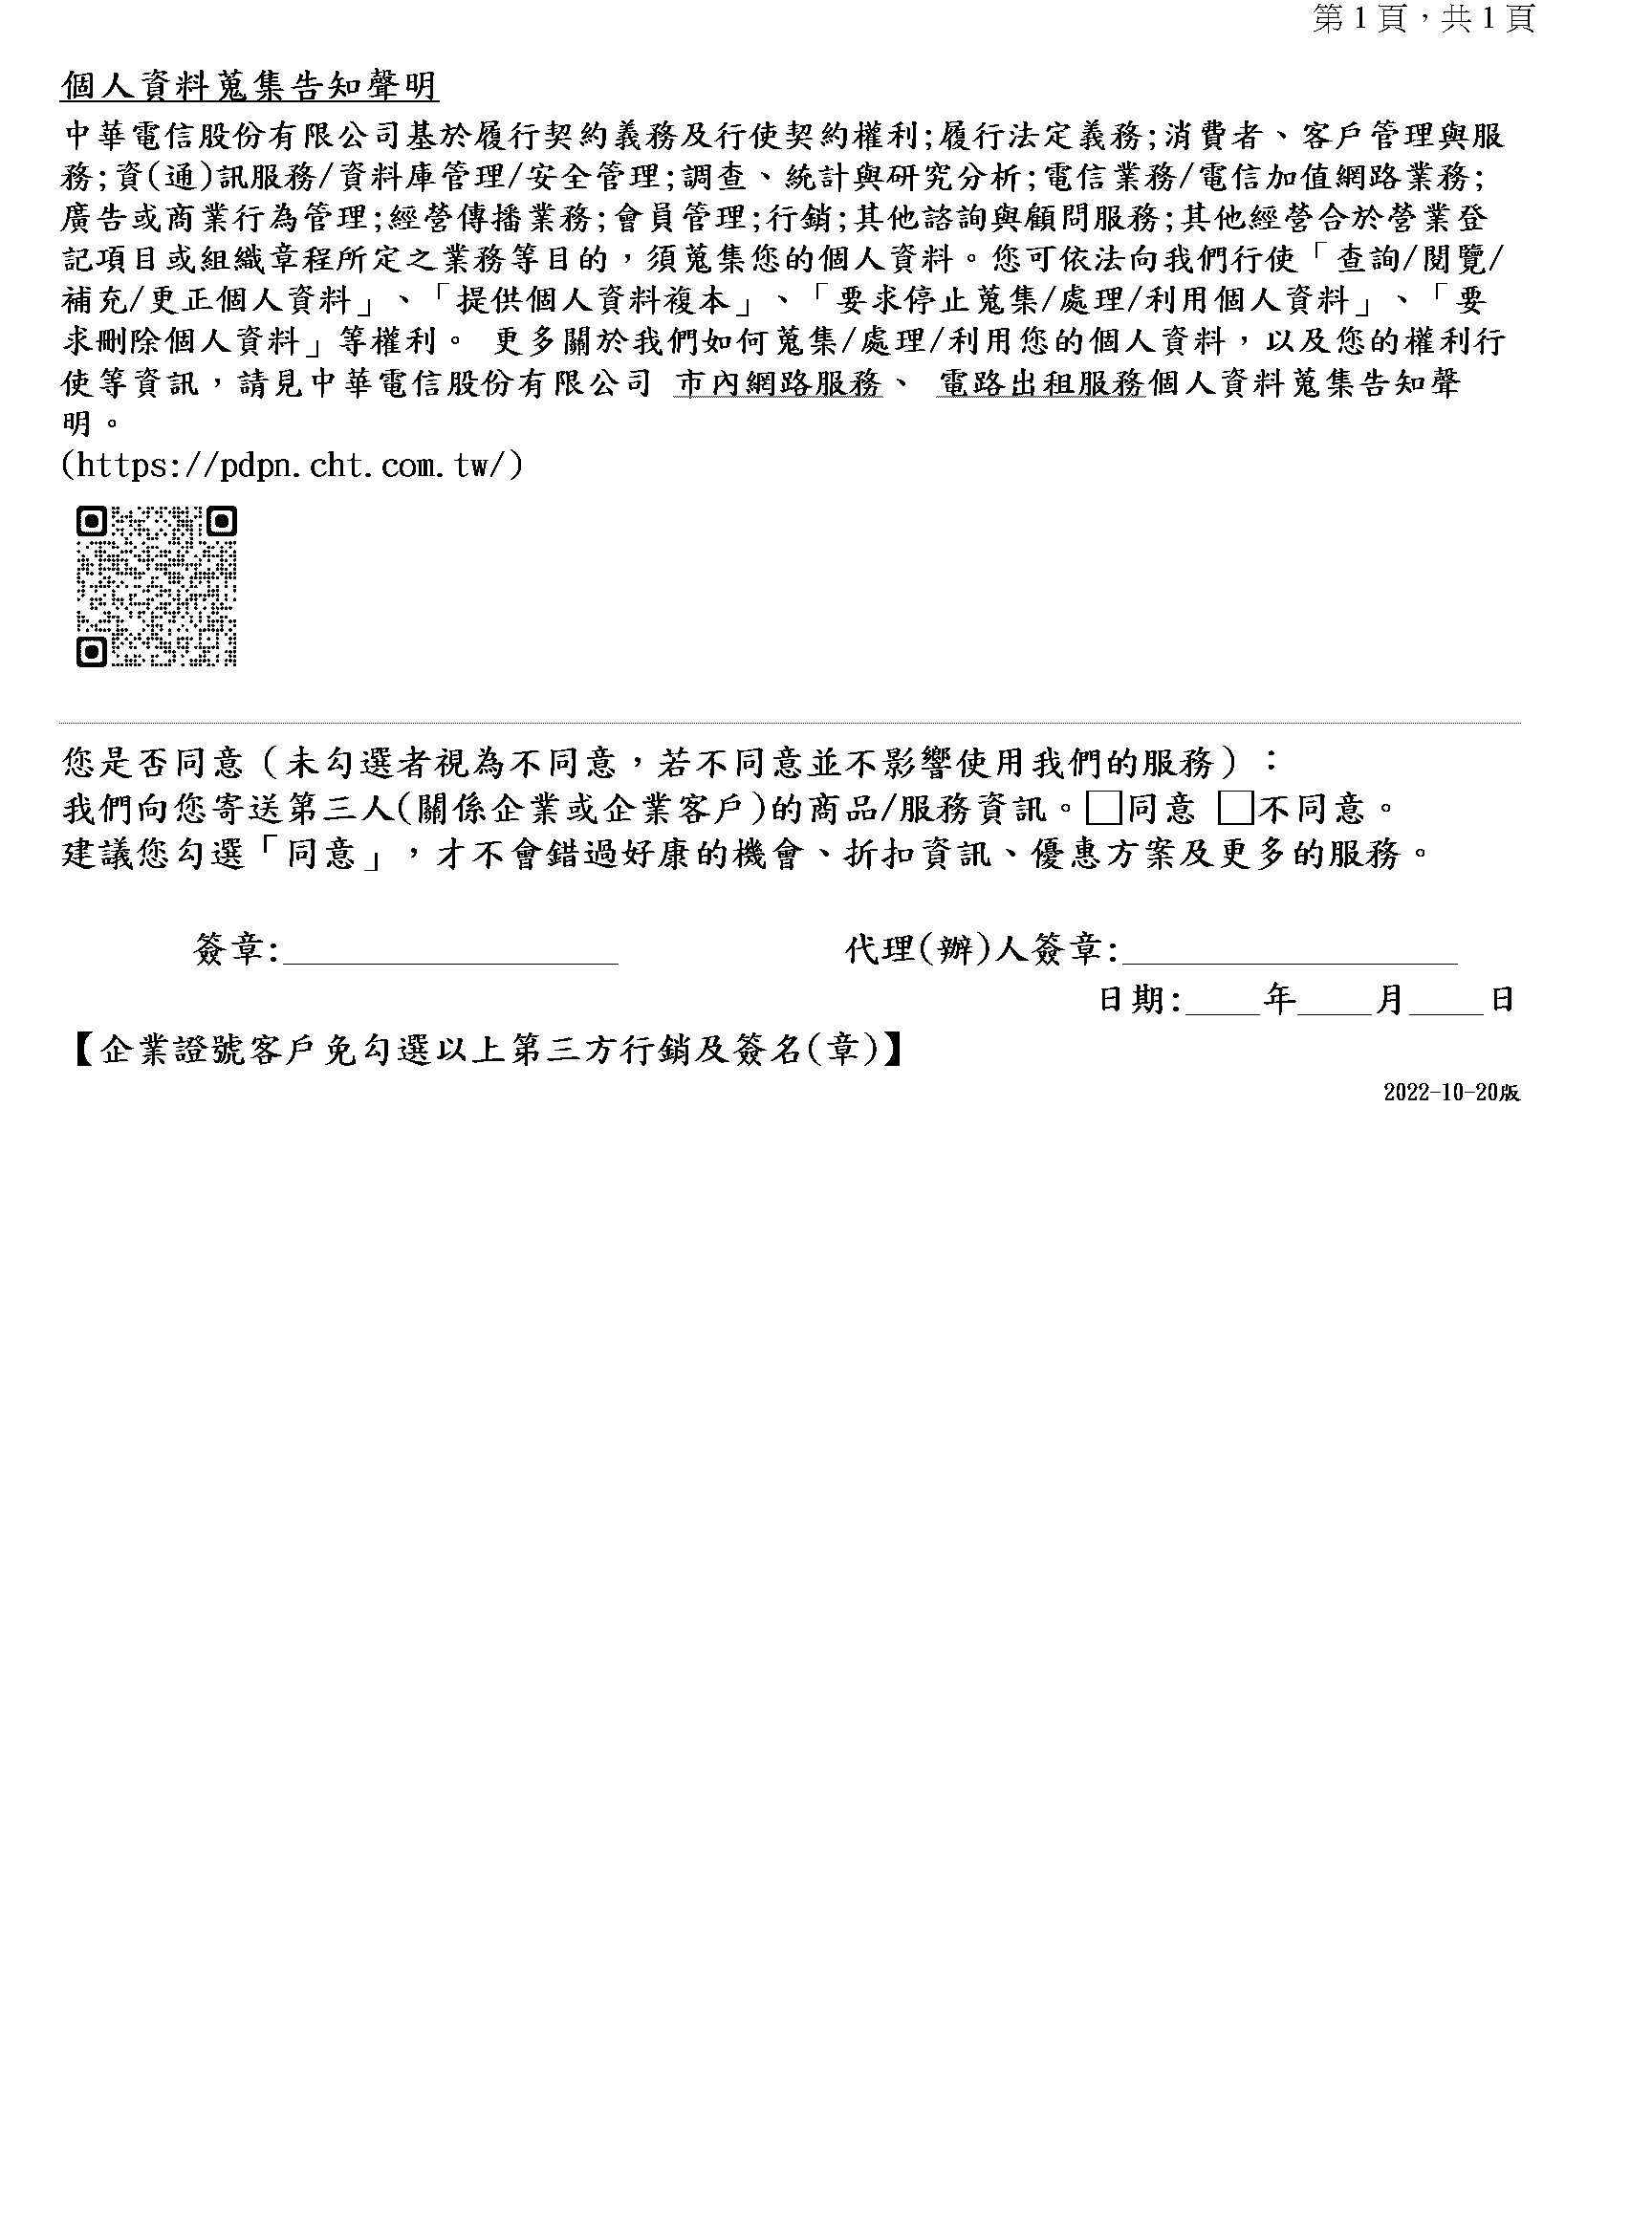 第 1 頁，共 1 頁
個人資料蒐集告知聲明
中華電信股份有限公司基於履行契約義務及行使契約權利;履行法定義務;消費者、客戶管理與服
務;資(通)訊服務/資料庫管理/安全管理;調查、統計與研究分析;電信業務/電信加值網路業務;
廣告或商業行為管理;經營傳播業務;會員管理;行銷;其他諮詢與顧問服務;其他經營合於營業登
記項目或組織章程所定之業務等目的，須蒐集您的個人資料。您可依法向我們行使「查詢/閱覽/
補充/更正個人資料」、「提供個人資料複本」、「要求停止蒐集/處理/利用個人資料」、「要
求刪除個人資料」等權利。 更多關於我們如何蒐集/處理/利用您的個人資料，以及您的權利行
使等資訊，請見中華電信股份有限公司 市內網路服務、 電路出租服務個人資料蒐集告知聲
明。
(https://pdpn.cht.com.tw/)
您是否同意（未勾選者視為不同意，若不同意並不影響使用我們的服務）：
我們向您寄送第三人(關係企業或企業客戶)的商品/服務資訊。□同意 □不同意。
建議您勾選「同意」，才不會錯過好康的機會、折扣資訊、優惠方案及更多的服務。
簽章:__________________ 代理(辦)人簽章:__________________
日期:____年____月____日
【企業證號客戶免勾選以上第三方行銷及簽名(章)】
2022-10-20版